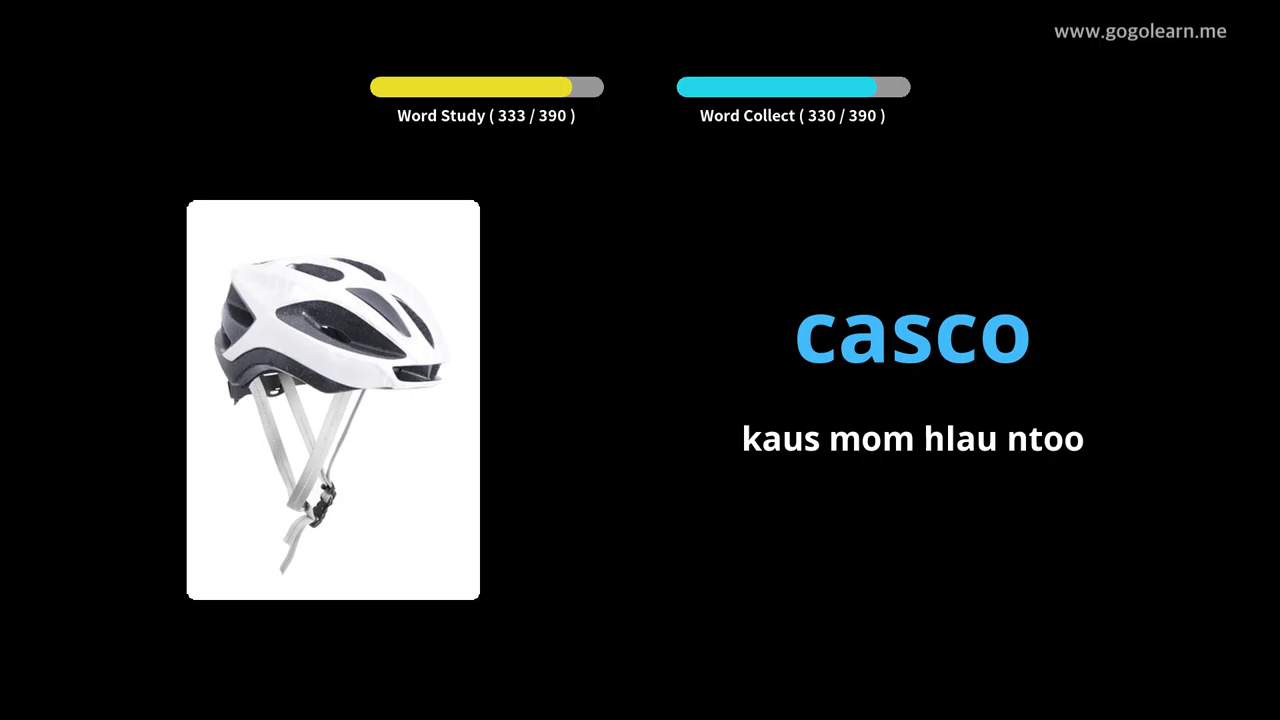 www.gogolearn.me
Word Study ( 333 / 390 )
Word Collect ( 330 / 390 )
casco
kaus mom hlau ntoo